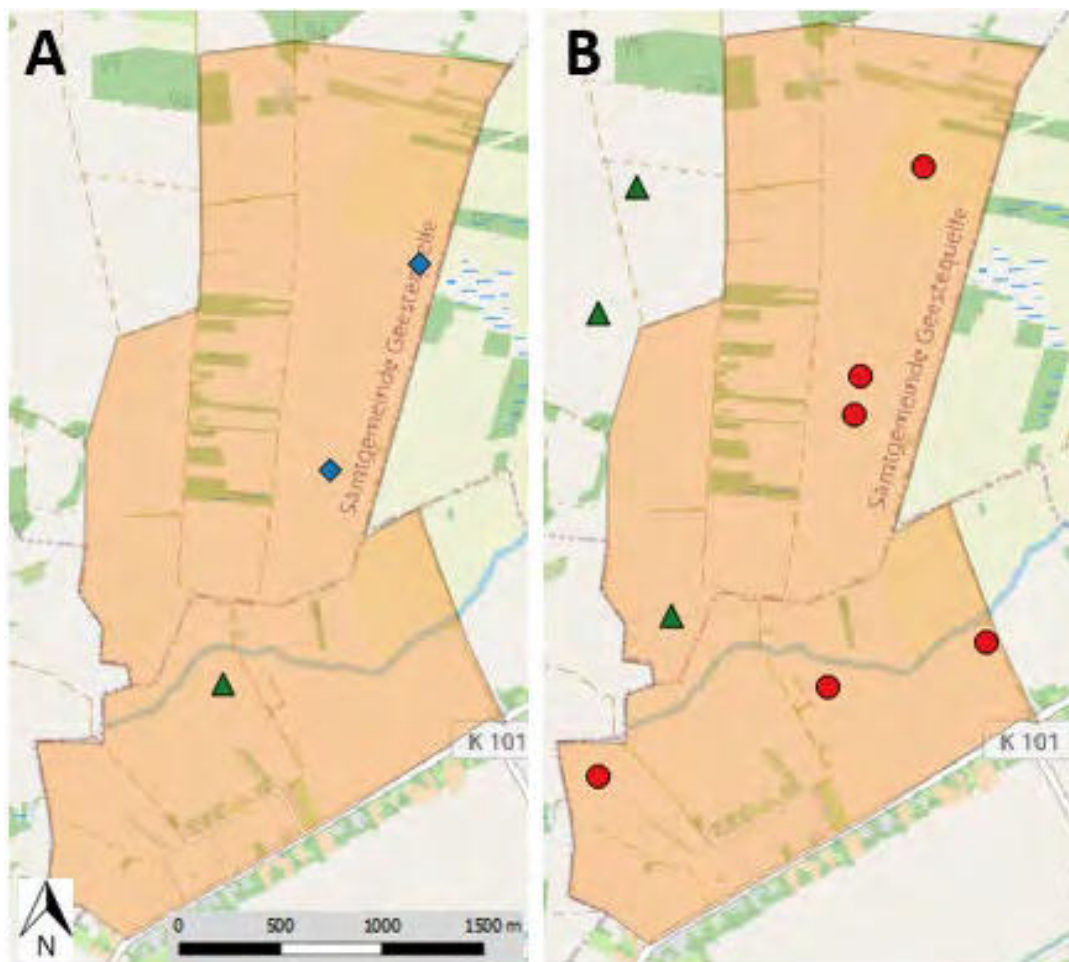 A
B
Samtgemeinde Geestequelle
Samtgemeinde Geestequelle
K 101
K 101
N
0 500 1000 1500 m